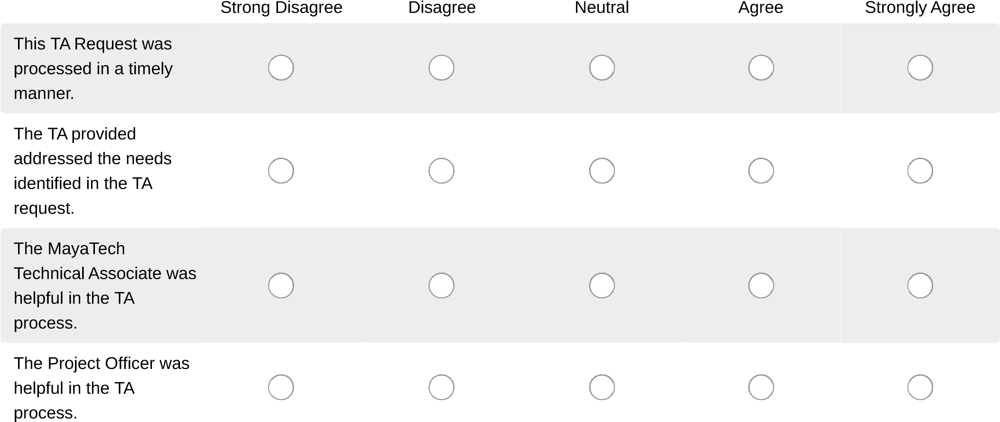 Strong Disagree Disagree Neutral Agree Strongly Agree
This TA Request was
processed in a timely
manner.
The TA provided
addressed the needs
identified in the TA
request.
The MayaTech
Technical Associate was
helpful in the TA
process.
The Project Officer was
helpful in the TA
process.